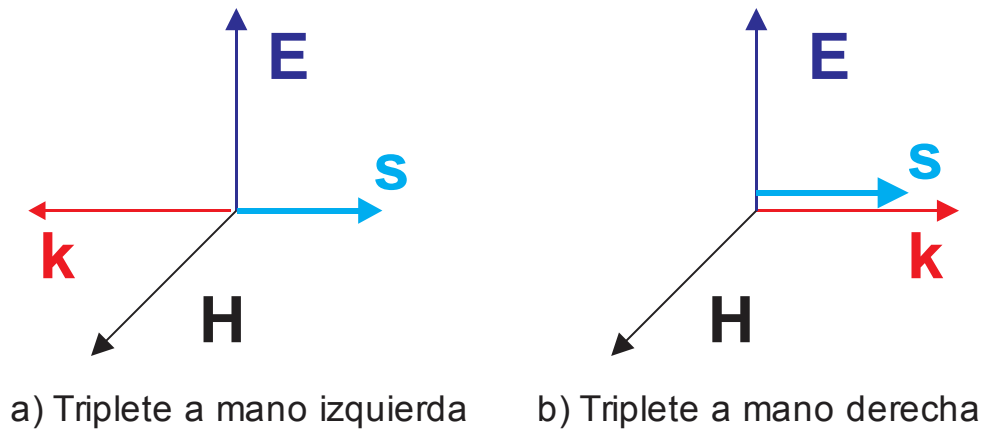 E
E
s
s
k
k
H
H
a) Triplete a mano izquierda
b) Triplete a mano derecha